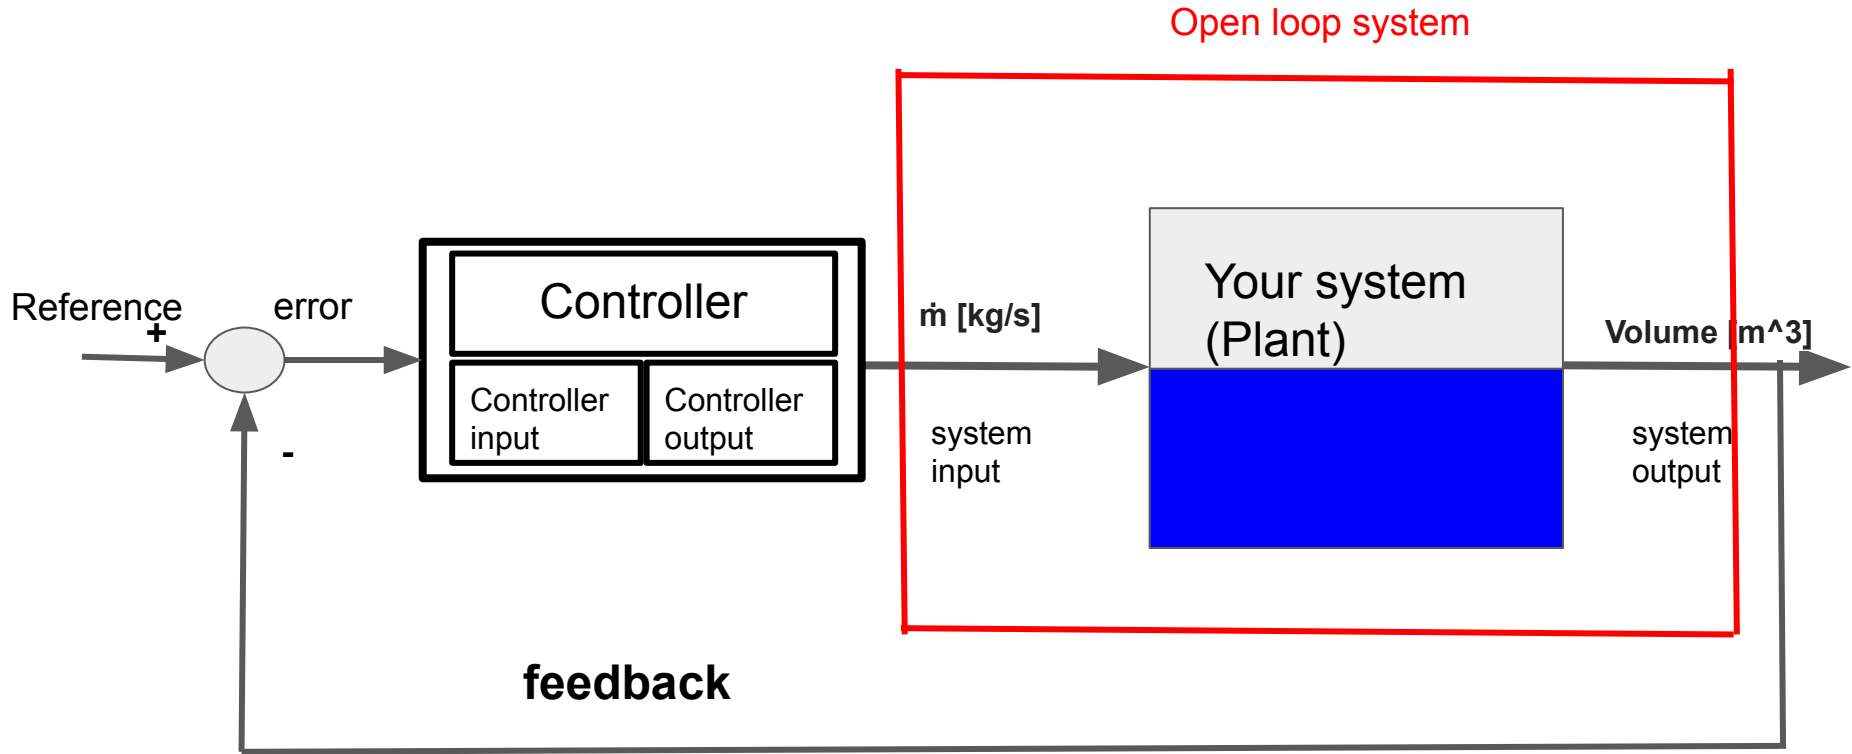 Open loop system
Reference
+
error
-
Controller
Controller
input
Controller
output
ṁ [kg/s]
system
input
Your system
(Plant)
Volume [m^3]
system
output
feedback